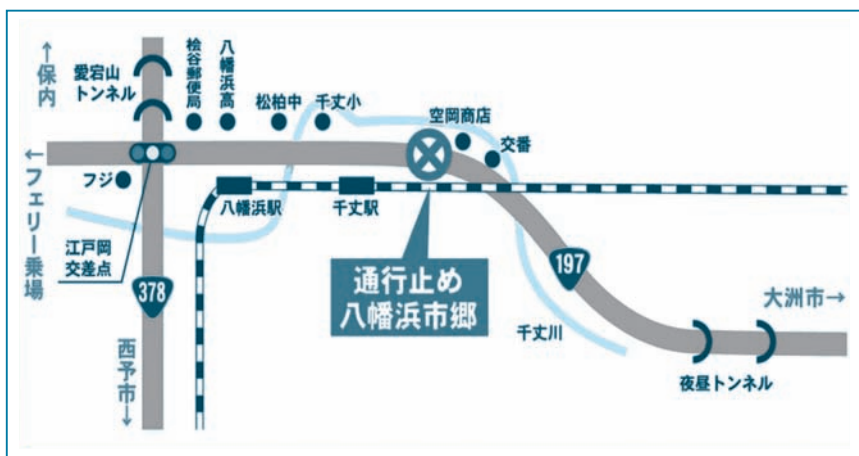 ↑保内
愛宕山
トンネル
桧谷郵便局
八幡浜高
松柏中
千丈小
空岡商店
交番
←フェリー乗場
フジ
八幡浜駅
千丈駅
江戸岡
交差点
378
通行止め
八幡浜市郷
197
大洲市→
千丈川
西予市↓
夜昼トンネル